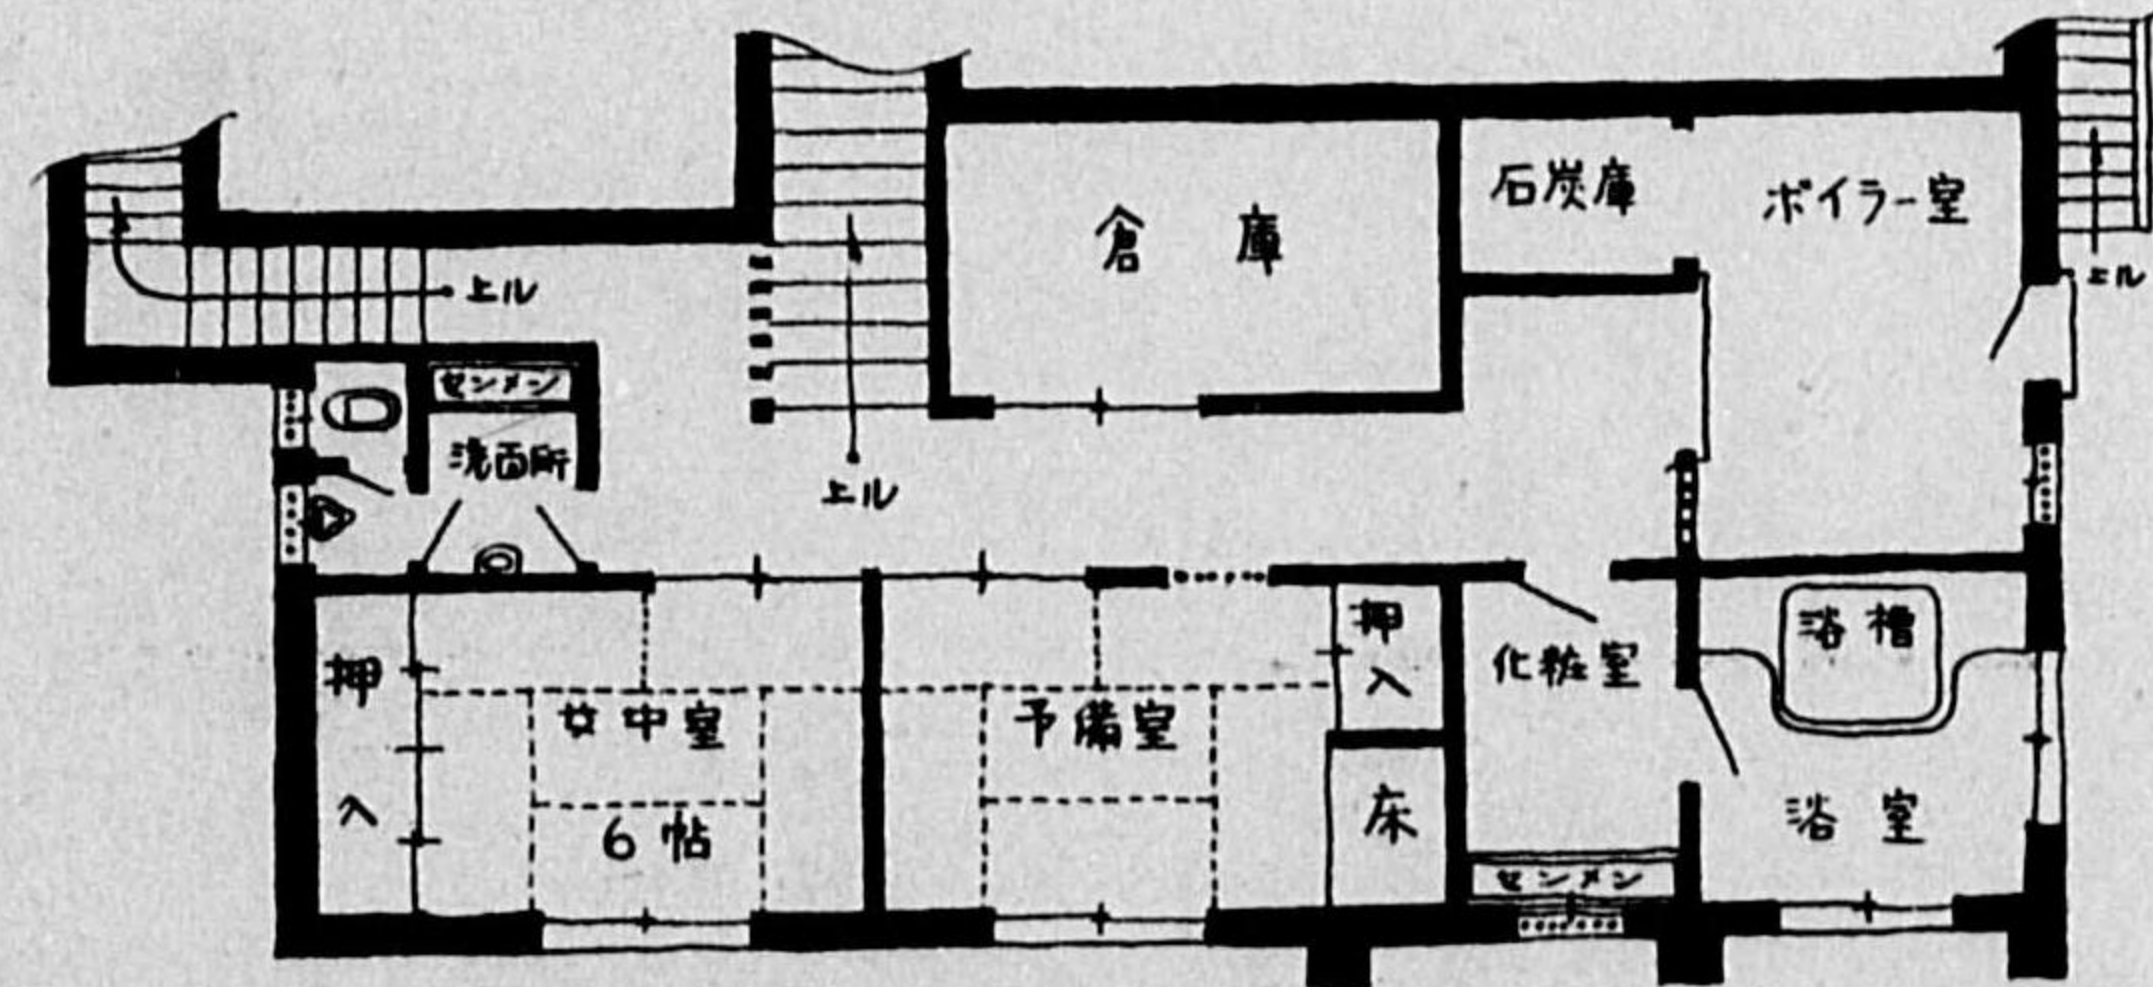 石炭庫
ボイラー室
倉庫
上ル
上ル
センメン
洗面所
上ル
押入
化粧室
浴槽
押入
女中室
6帖
予備室
床
浴室
センメン